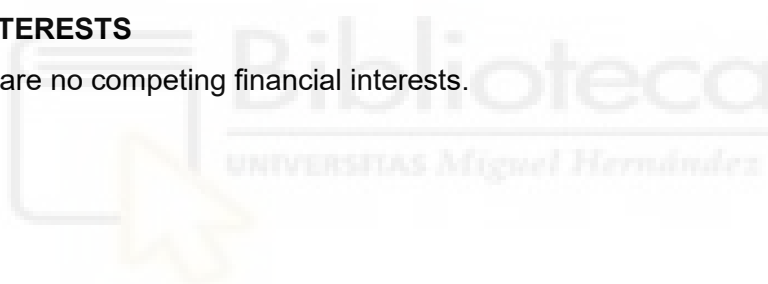 TERESTS
are no competing financial interests.
Biblioteca
UNIVERSITAS Miguel Hernández